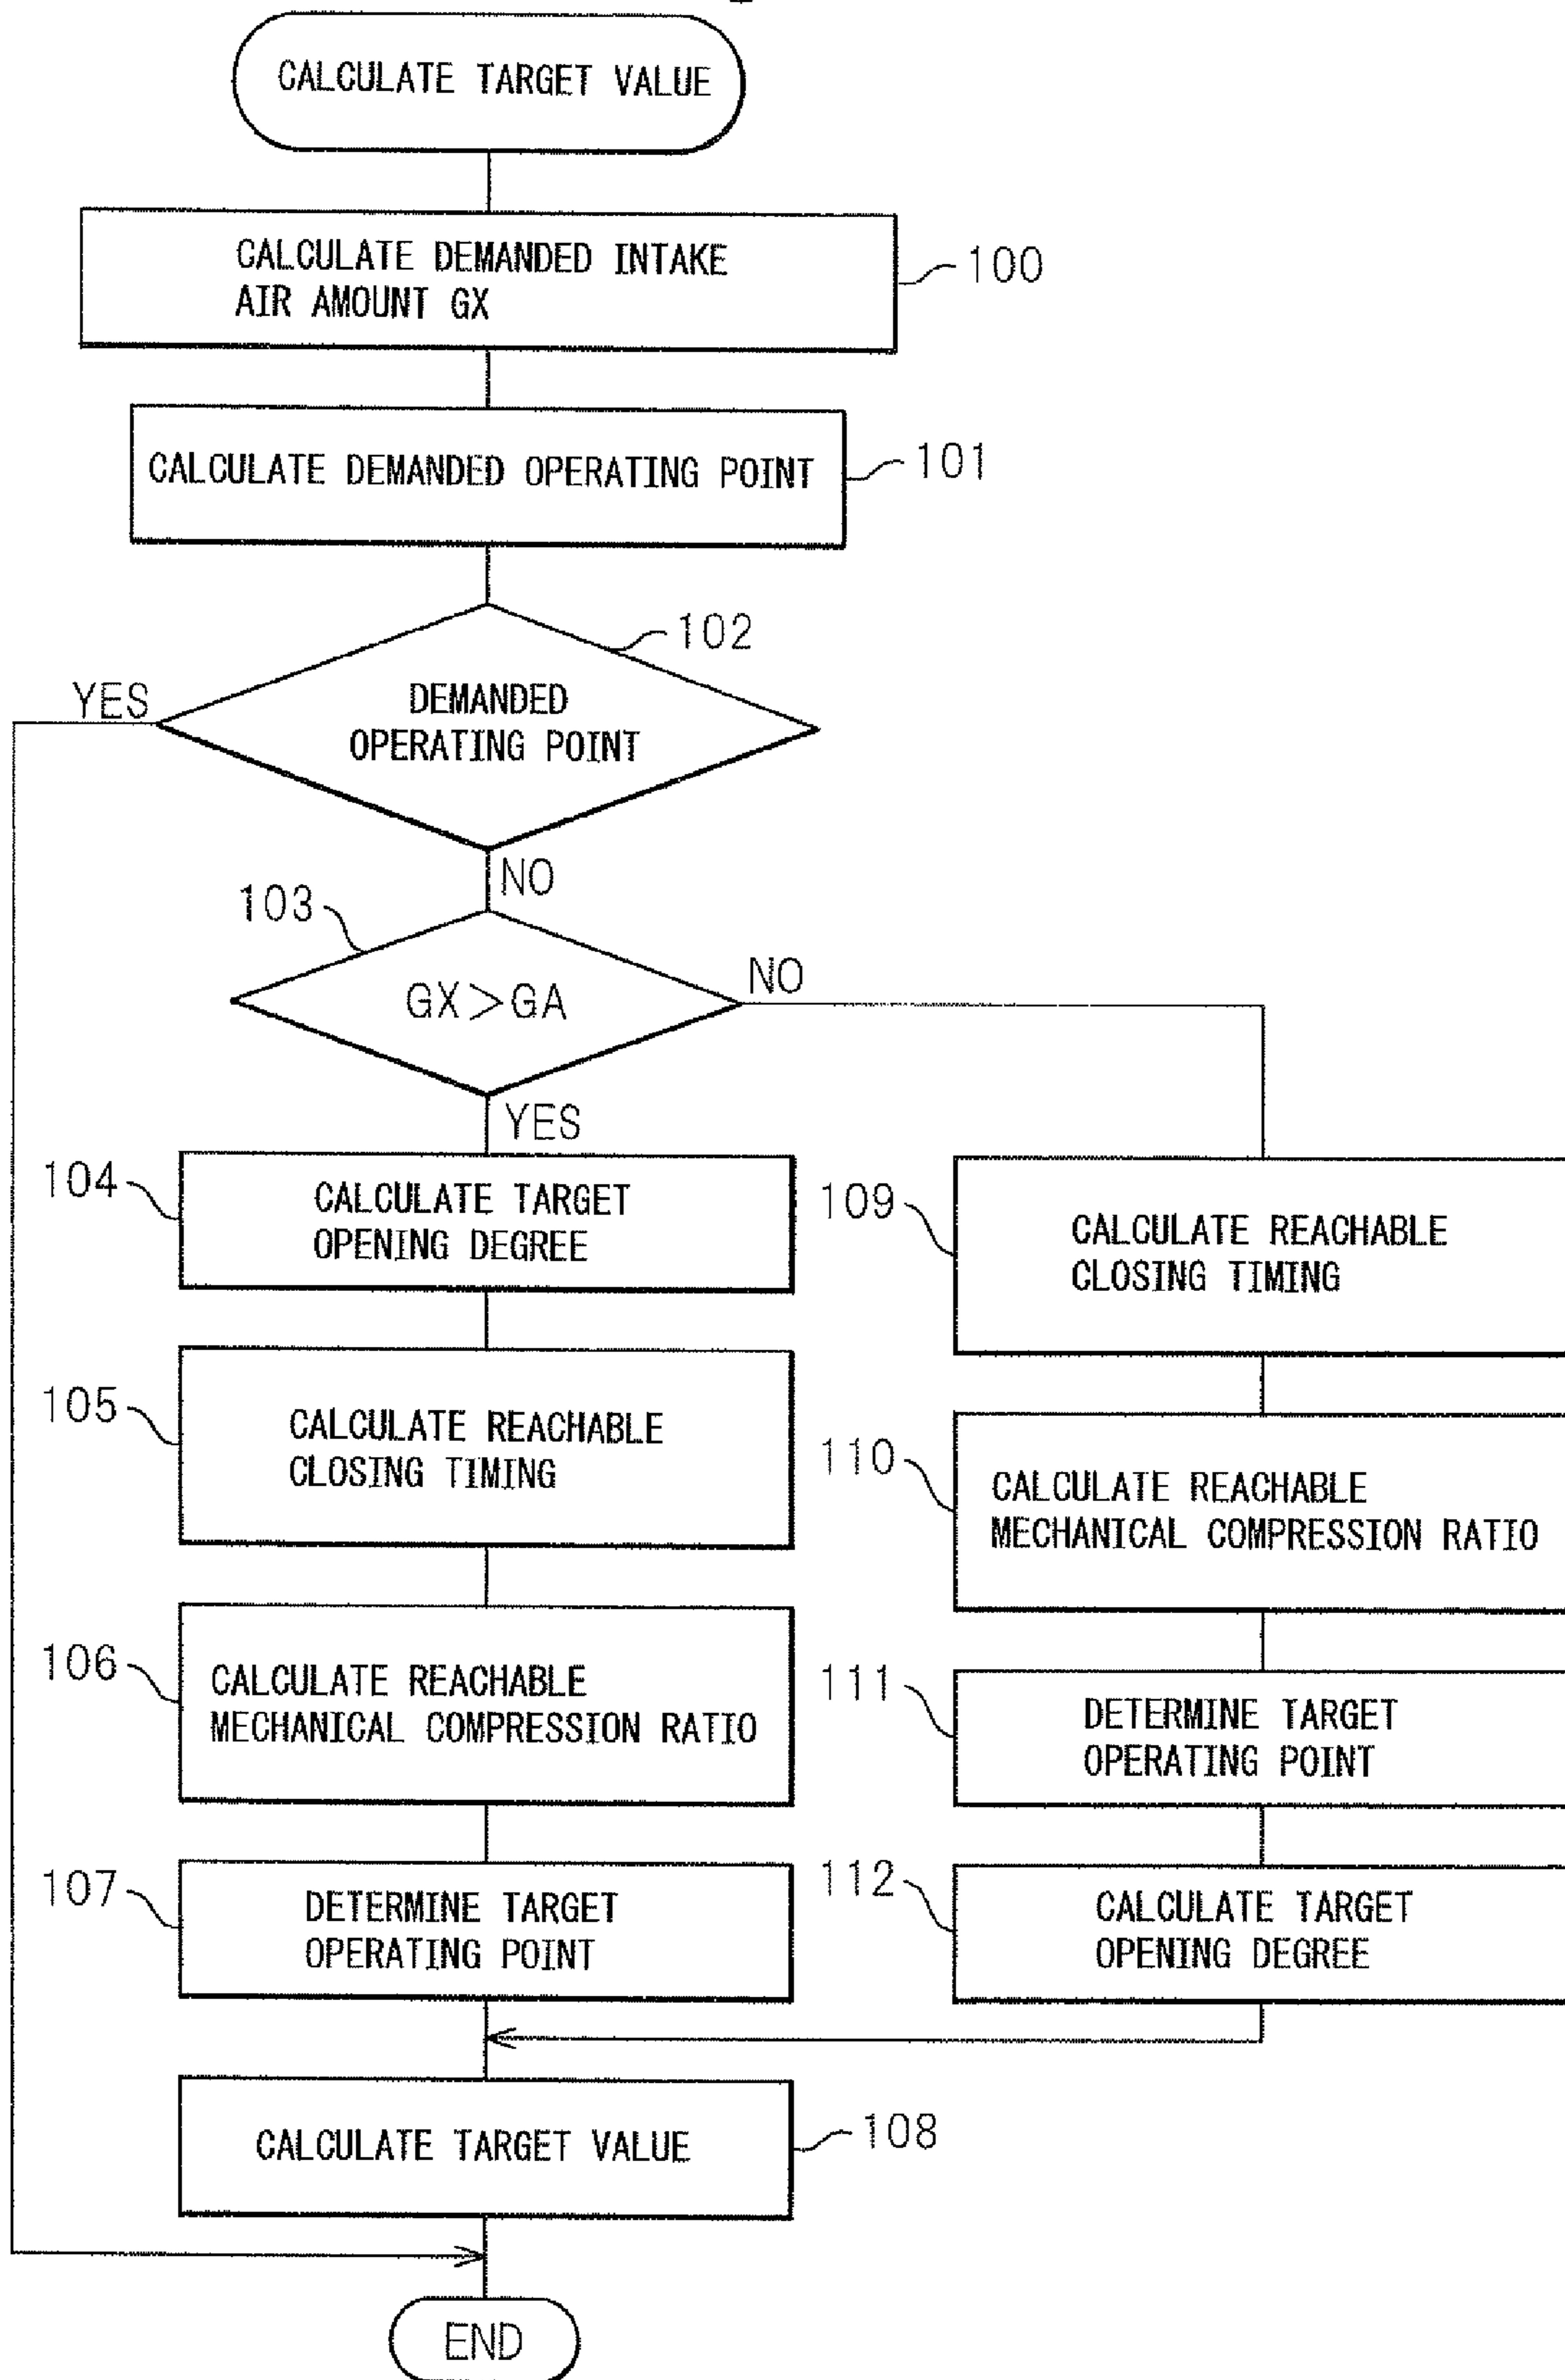 CALCULATE TARGET VALUE
CALCULATE DEMANDED INTAKE
AIR AMOUNT GX
100
CALCULATE DEMANDED OPERATING POINT
101
102
YES
DEMANDED
OPERATING POINT
NO
103
GX>GA
NO
YES
104
CALCULATE TARGET
OPENING DEGREE
105
CALCULATE REACHABLE
CLOSING TIMING
106
CALCULATE REACHABLE
MECHANICAL COMPRESSION RATIO
107
DETERMINE TARGET
OPERATING POINT
109
CALCULATE REACHABLE
CLOSING TIMING
110
CALCULATE REACHABLE
MECHANICAL COMPRESSION RATIO
111
DETERMINE TARGET
OPERATING POINT
112
CALCULATE TARGET
OPENING DEGREE
CALCULATE TARGET VALUE
108
END